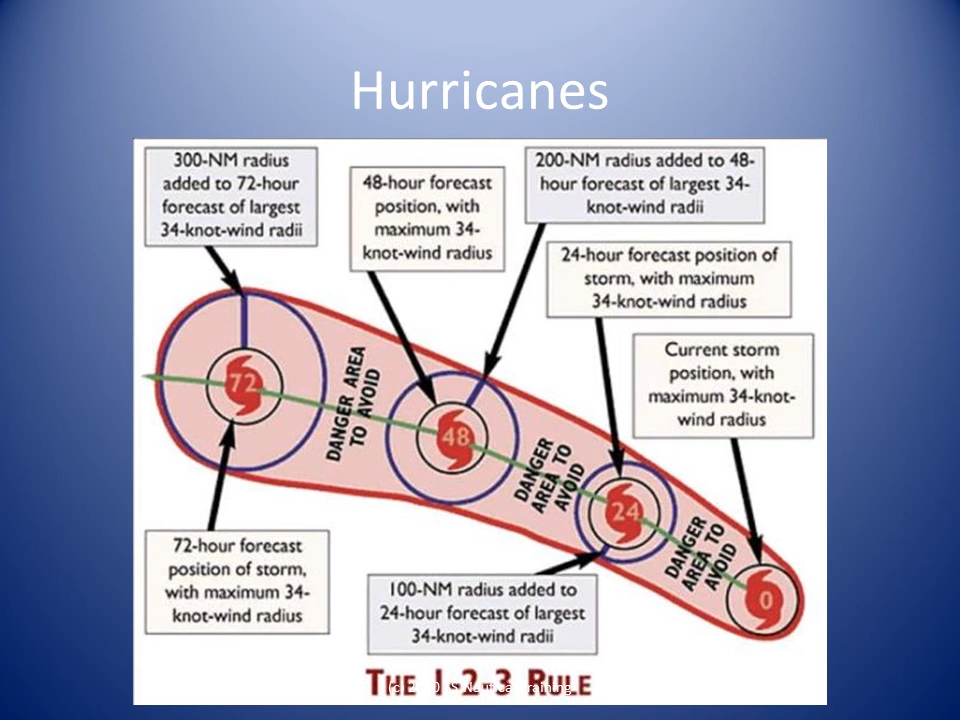 Hurricanes
300-NM radius
added to 72-hour
forecast of largest
34-knot-wind radii
48-hour forecast
position, with
maximum 34-
knot-wind radius
200-NM radius added to 48-
hour forecast of largest 34-
knot-wind radii
24-hour forecast position of
storm, with maximum
34-knot-wind radius
Current storm
position, with
maximum 34-knot-
wind radius
72
DANGER AREA
TO AVOID
48
DANGER
AREA TO
AVOID
24
DANGER
AREA TO
AVOID
0
72-hour forecast
position of storm,
with maximum 34-
knot-wind radius
100-NM radius added to
24-hour forecast of largest
34-knot-wind radii
THE 1-2-3 RULE